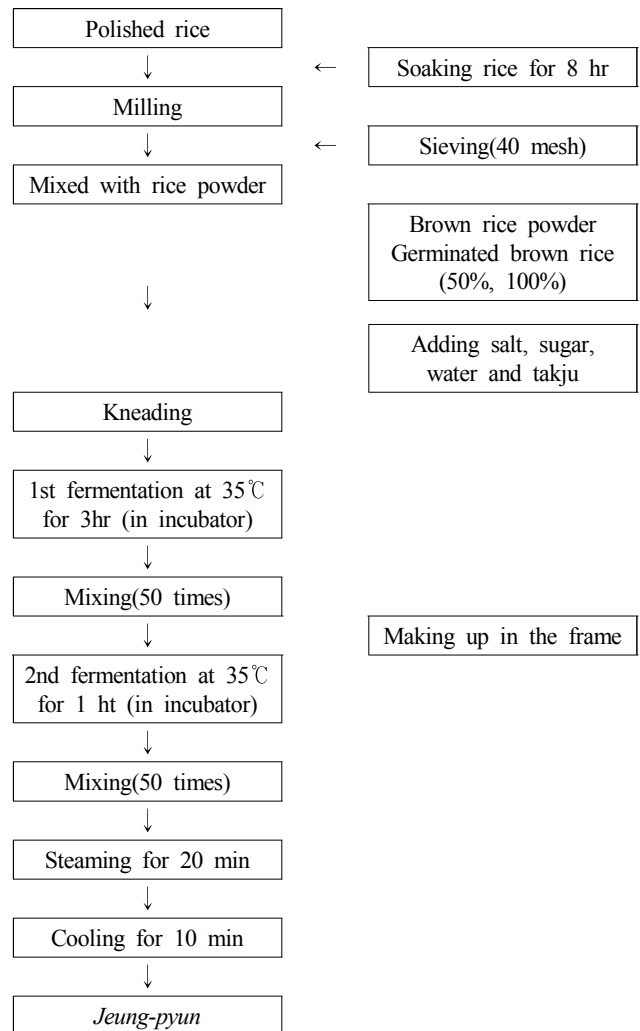 Polished rice
↓
←
Soaking rice for 8 hr
Milling
↓
←
Sieving(40 mesh)
Mixed with rice powder
Brown rice powder
Germinated brown rice
(50%, 100%)
↓
Adding salt, sugar,
water and takju
Kneading
↓
1st fermentation at 35℃
for 3hr (in incubator)
↓
Mixing(50 times)
↓
Making up in the frame
2nd fermentation at 35℃
for 1 ht (in incubator)
↓
Mixing(50 times)
↓
Steaming for 20 min
↓
Cooling for 10 min
↓
Jeung-pyun